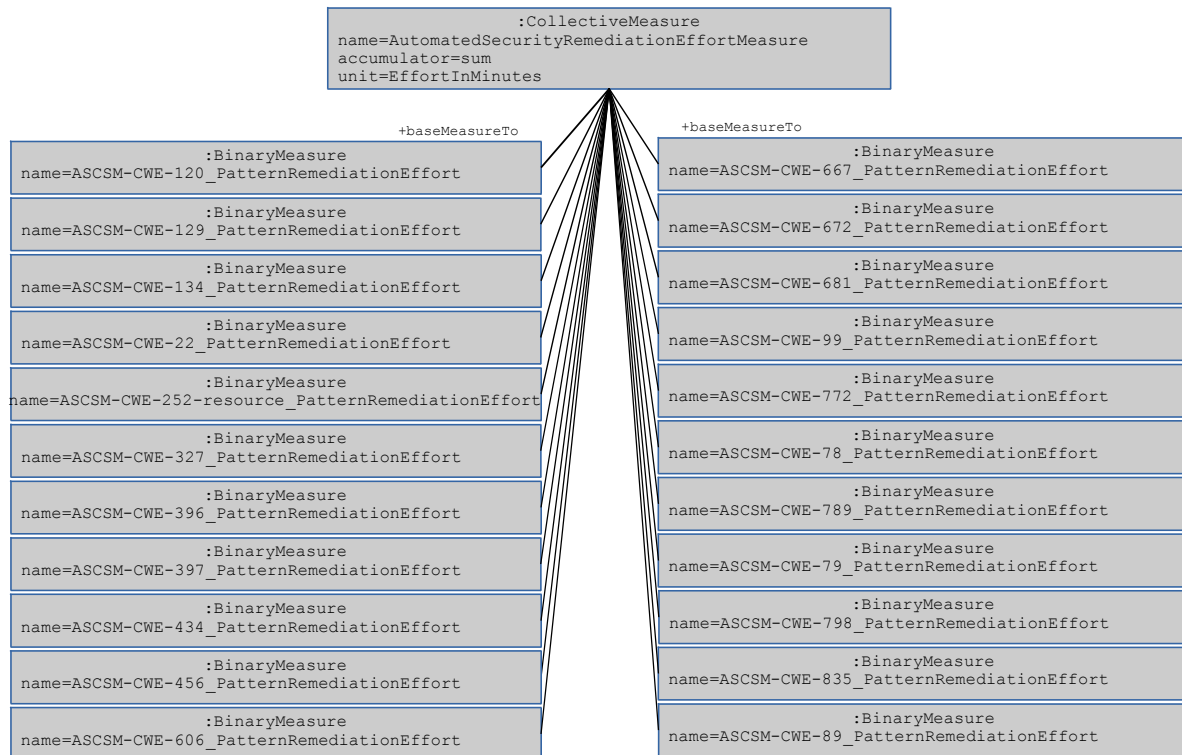 :CollectiveMeasure
name=AutomatedSecurityRemediationEffortMeasure
accumulator=sum
unit=EffortInMinutes
+baseMeasureTo
:BinaryMeasure
name=ASCSM-CWE-120_PatternRemediationEffort
:BinaryMeasure
name=ASCSM-CWE-129_PatternRemediationEffort
:BinaryMeasure
name=ASCSM-CWE-134_PatternRemediationEffort
:BinaryMeasure
name=ASCSM-CWE-22_PatternRemediationEffort
:BinaryMeasure
name=ASCSM-CWE-252-resource_PatternRemediationEffort
:BinaryMeasure
name=ASCSM-CWE-327_PatternRemediationEffort
:BinaryMeasure
name=ASCSM-CWE-396_PatternRemediationEffort
:BinaryMeasure
name=ASCSM-CWE-397_PatternRemediationEffort
:BinaryMeasure
name=ASCSM-CWE-434_PatternRemediationEffort
:BinaryMeasure
name=ASCSM-CWE-456_PatternRemediationEffort
:BinaryMeasure
name=ASCSM-CWE-606_PatternRemediationEffort
+baseMeasureTo
:BinaryMeasure
name=ASCSM-CWE-667_PatternRemediationEffort
:BinaryMeasure
name=ASCSM-CWE-672_PatternRemediationEffort
:BinaryMeasure
name=ASCSM-CWE-681_PatternRemediationEffort
:BinaryMeasure
name=ASCSM-CWE-99_PatternRemediationEffort
:BinaryMeasure
name=ASCSM-CWE-772_PatternRemediationEffort
:BinaryMeasure
name=ASCSM-CWE-78_PatternRemediationEffort
:BinaryMeasure
name=ASCSM-CWE-789_PatternRemediationEffort
:BinaryMeasure
name=ASCSM-CWE-79_PatternRemediationEffort
:BinaryMeasure
name=ASCSM-CWE-798_PatternRemediationEffort
:BinaryMeasure
name=ASCSM-CWE-835_PatternRemediationEffort
:BinaryMeasure
name=ASCSM-CWE-89_PatternRemediationEffort